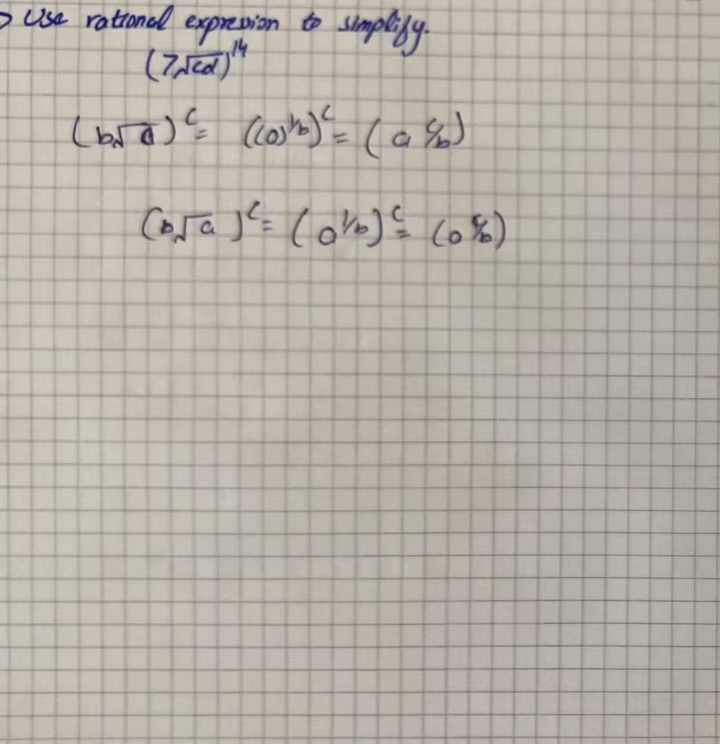 > Use rational expression to simplify.
(7√cd)^14
(b√a)^c = ((a)^1/b)^c = (a c/b)
(b√a)^c = (a^1/b)^c = (a c/b)